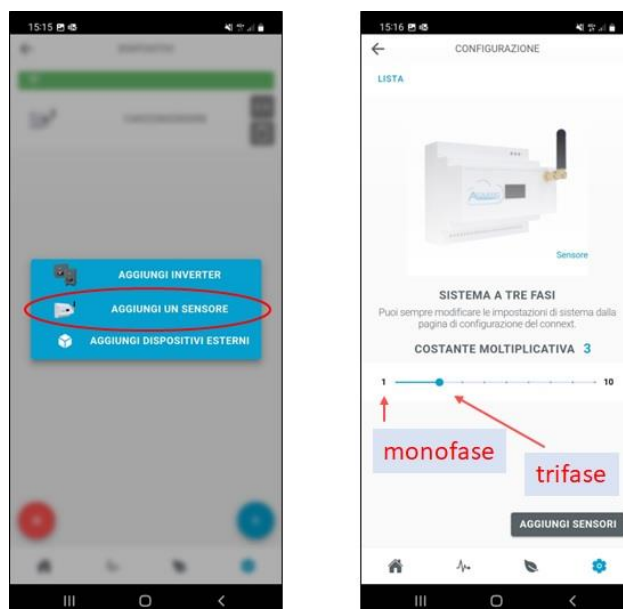 15:15
AGGIUNGI INVERTER
AGGIUNGI UN SENSORE
AGGIUNGI DISPOSITIVI ESTERNI
15:16
CONFIGURAZIONE
LISTA
Sensore
SISTEMA A TRE FASI
Puoi sempre modificare le impostazioni di sistema dalla
pagina di configurazione del connext.
COSTANTE MOLTIPLICATIVA 3
1 10
monofase
trifase
AGGIUNGI SENSORI